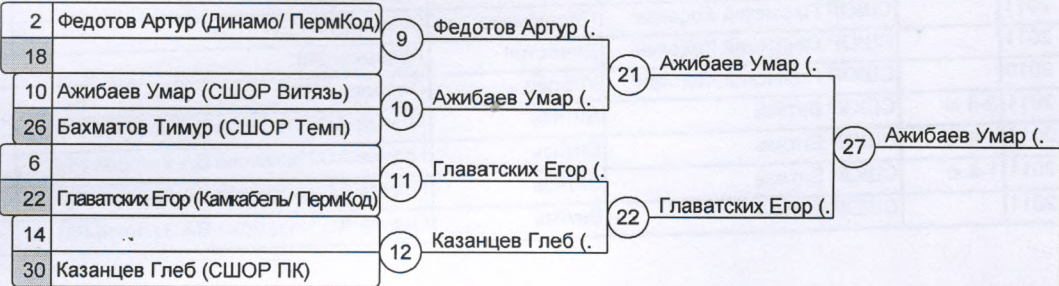 2 Федотов Артур (Динамо/ ПермКод)
18
10 Ажибаев Умар (СШОР Витязь)
26 Бахматов Тимур (СШОР Темп)
6
22 Главатских Егор (Камкабель/ ПермКод)
14
30 Казанцев Глеб (СШОР ПК)
9 Федотов Артур (.
10 Ажибаев Умар (.
11 Главатских Егор (.
12 Казанцев Глеб (.
21 Ажибаев Умар (.
22 Главатских Егор (.
27 Ажибаев Умар (.